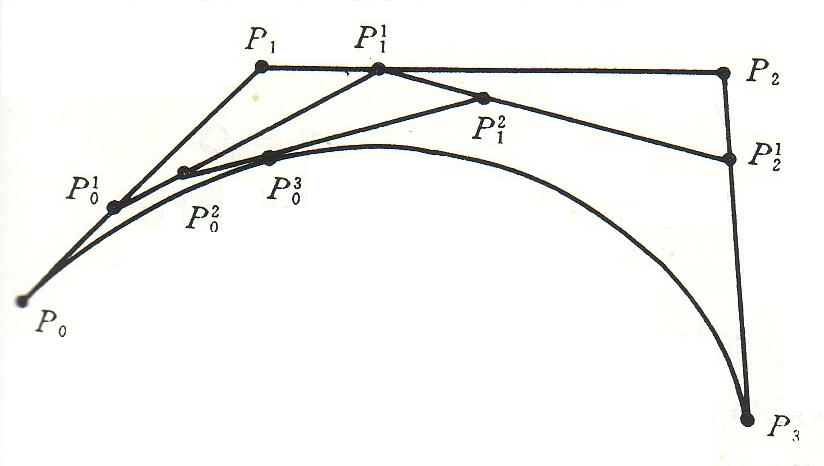 P₁ P₁¹
P₂
P₁²
P₂¹
P₀¹
P₀³
P₀²
P₀
P₃